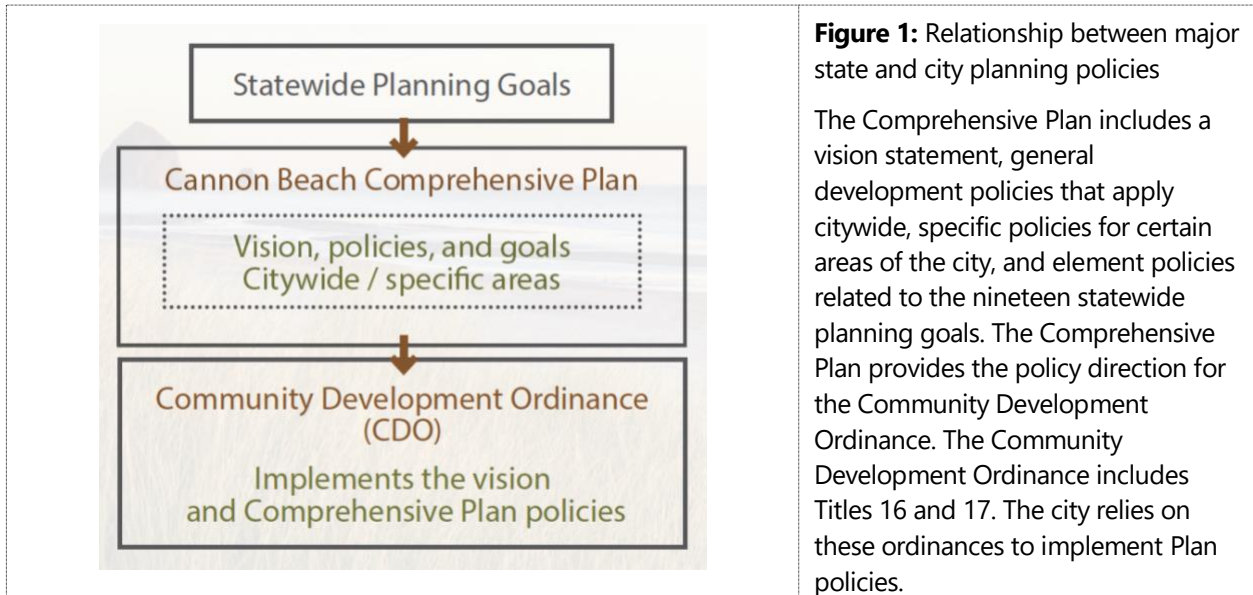 Statewide Planning Goals
Cannon Beach Comprehensive Plan
Vision, policies, and goals
Citywide / specific areas
Community Development Ordinance
(CDO)
Implements the vision
and Comprehensive Plan policies
Figure 1: Relationship between major
state and city planning policies
The Comprehensive Plan includes a
vision statement, general
development policies that apply
citywide, specific policies for certain
areas of the city, and element policies
related to the nineteen statewide
planning goals. The Comprehensive
Plan provides the policy direction for
the Community Development
Ordinance. The Community
Development Ordinance includes
Titles 16 and 17. The city relies on
these ordinances to implement Plan
policies.